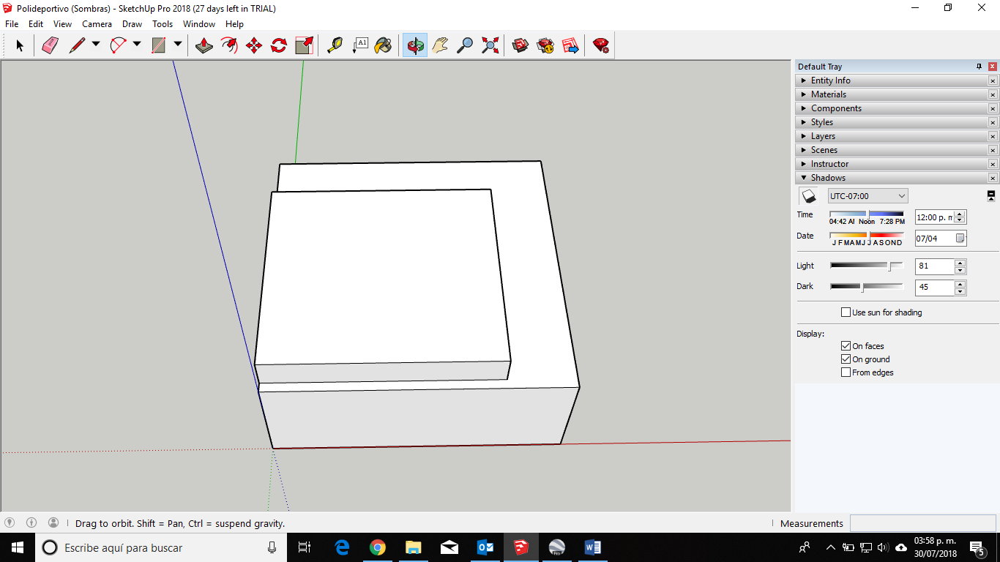 Polideportivo (Sombras) - SketchUp Pro 2018 (27 days left in TRIAL)
File Edit View Camera Draw Tools Window Help
A1
Default Tray
Entity Info
Materials
Components
Styles
Layers
Scenes
Instructor
Shadows
UTC-07:00
Time
04:42 AI Noon 7:28 PM
12:00 p. m
Date
J F M A M J J A S O N D
07/04
Light 81
Dark 45
Use sun for shading
Display:
On faces
On ground
From edges
Drag to orbit. Shift = Pan, Ctrl = suspend gravity.
Measurements
Escribe aquí para buscar
03:58 p. m.
30/07/2018
5